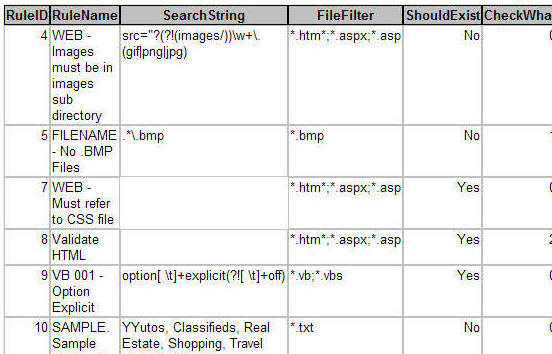 RuleID RuleName SearchString FileFilter ShouldExist CheckWha
4 WEB - src="?(?!(images/))\w+\. *.htm*;*.aspx;*.asp No 0
Images (gif|png|jpg)
must be in
images
sub
directory
5 FILENAME .*\.bmp *.bmp No
- No .BMP
Files
7 WEB - *.htm*;*.aspx;*.asp Yes 0
Must refer
to CSS file
8 Validate *.htm*;*.aspx;*.asp Yes 2
HTML
9 VB 001 - option[ \t]+explicit(?![ \t]+off) *.vb;*.vbs Yes 0
Option
Explicit
10 SAMPLE. YYutos, Classifieds, Real *.txt No 0
Sample Estate, Shopping, Travel